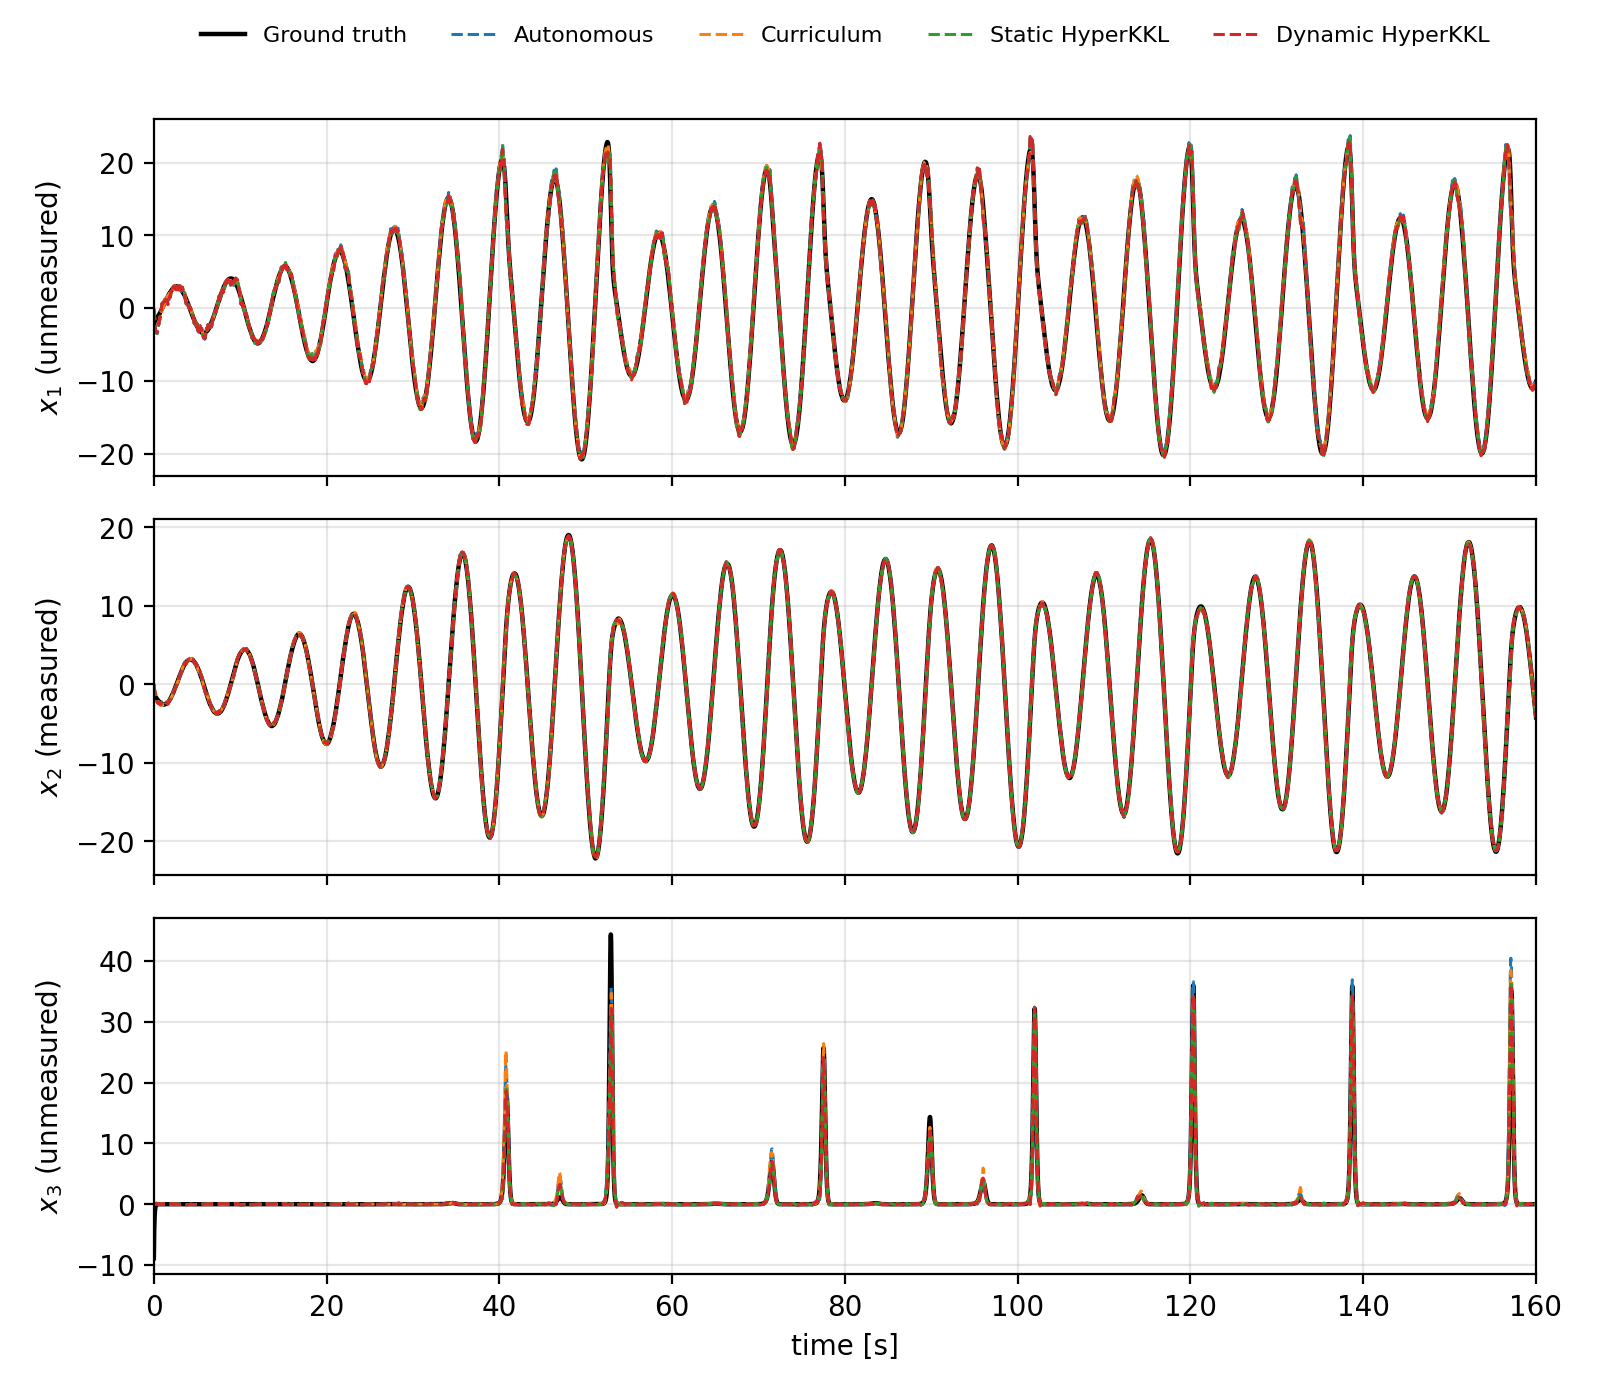 Ground truth Autonomous Curriculum Static HyperKKL Dynamic HyperKKL
x₁ (unmeasured)
20
10
0
−10
−20
x₂ (measured)
20
10
0
−10
−20
x₃ (unmeasured)
40
30
20
10
0
−10
0 20 40 60 80 100 120 140 160
time [s]